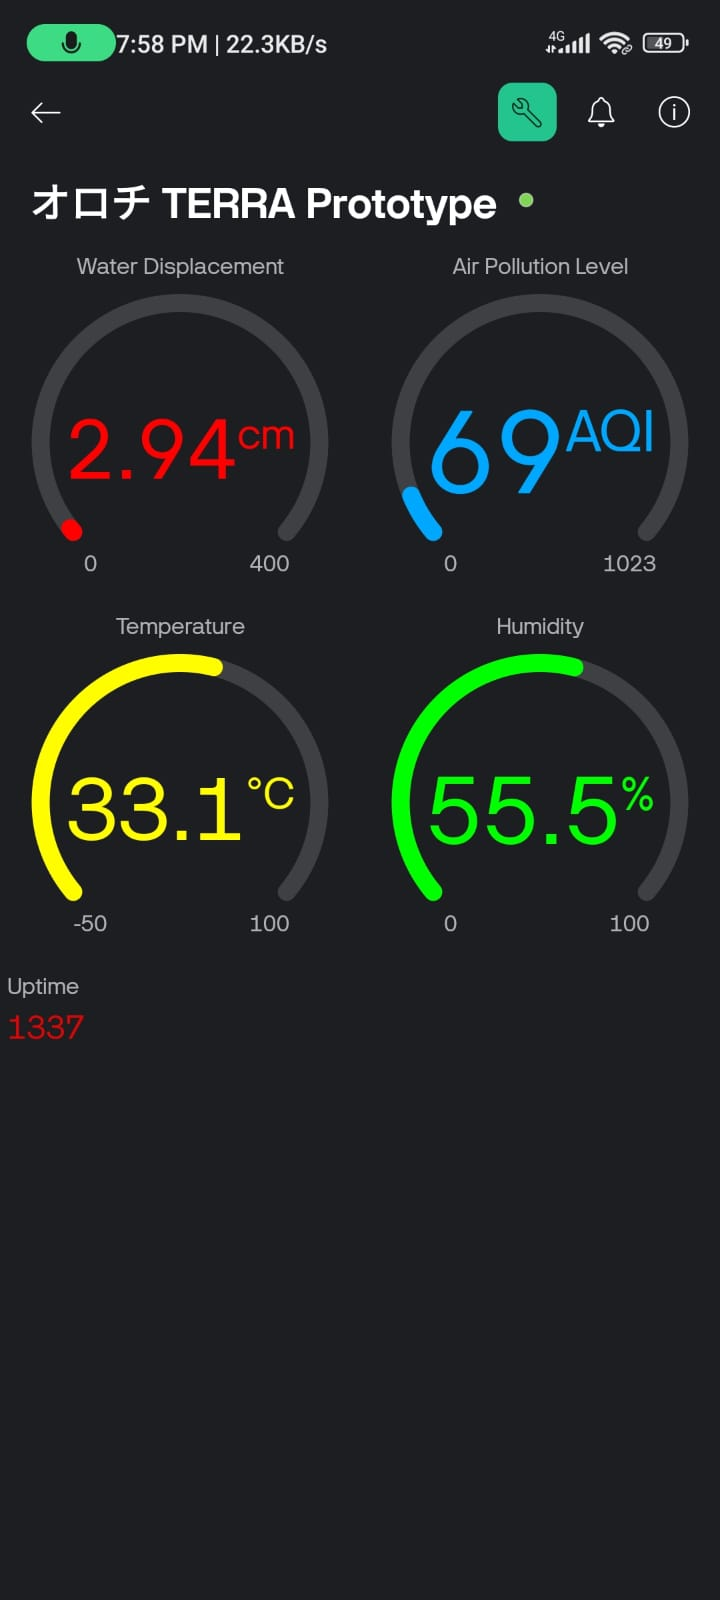 7:58 PM | 22.3KB/s 4G 49
オロチ TERRA Prototype
Water Displacement
2.94cm
0 400
Air Pollution Level
69AQI
0 1023
Temperature
33.1°C
-50 100
Humidity
55.5%
0 100
Uptime
1337